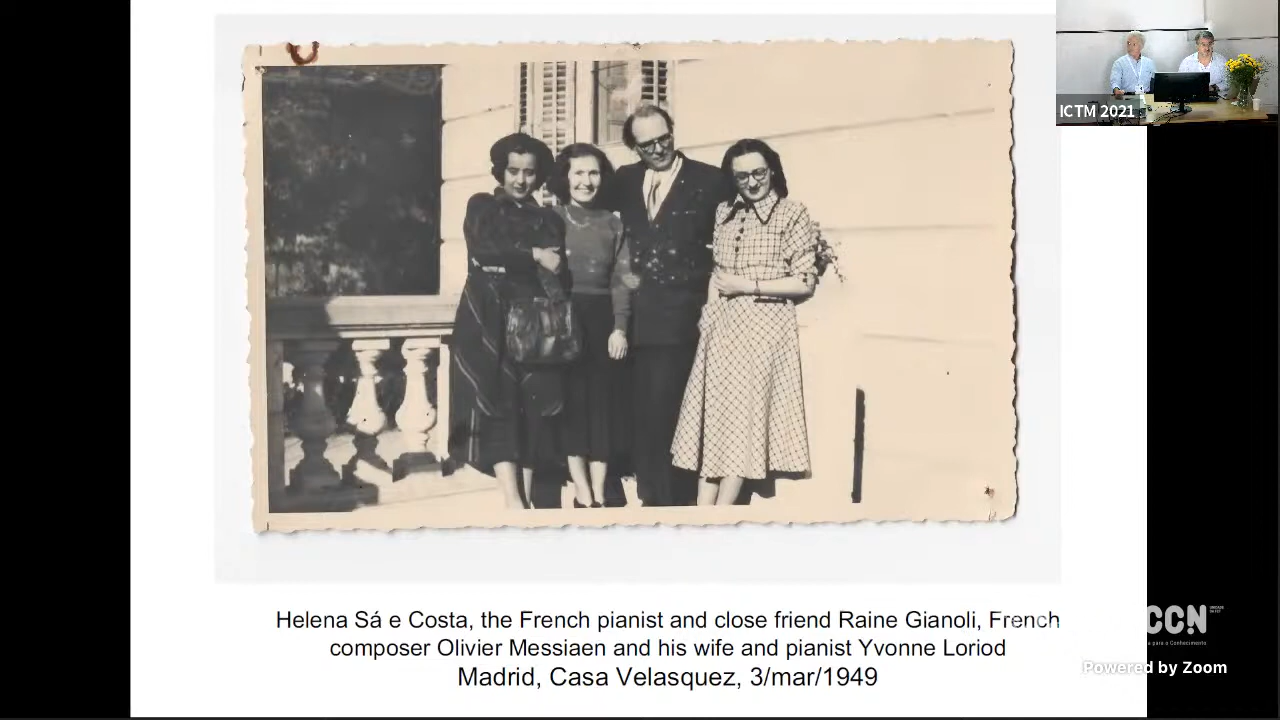 ICTM 2021
Helena Sá e Costa, the French pianist and close friend Raine Gianoli, French
composer Olivier Messiaen and his wife and pianist Yvonne Loriod
Madrid, Casa Velasquez, 3/mar/1949
CCN
Powered by Zoom